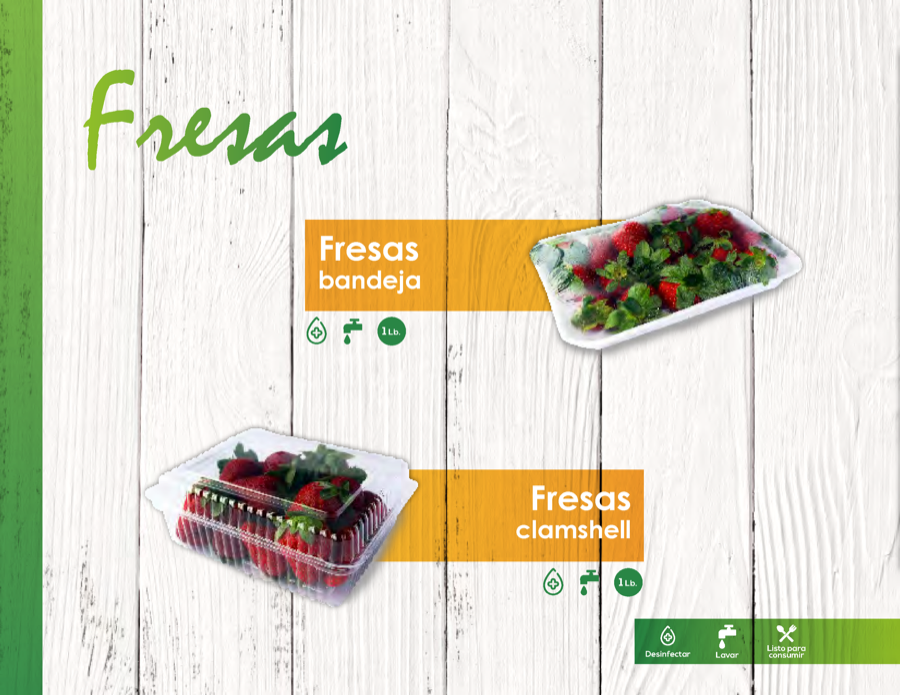 Fresas
Fresas
bandeja
1 Lb.
Fresas
clamshell
1 Lb.
Desinfectar
Lavar
Listo para
consumir